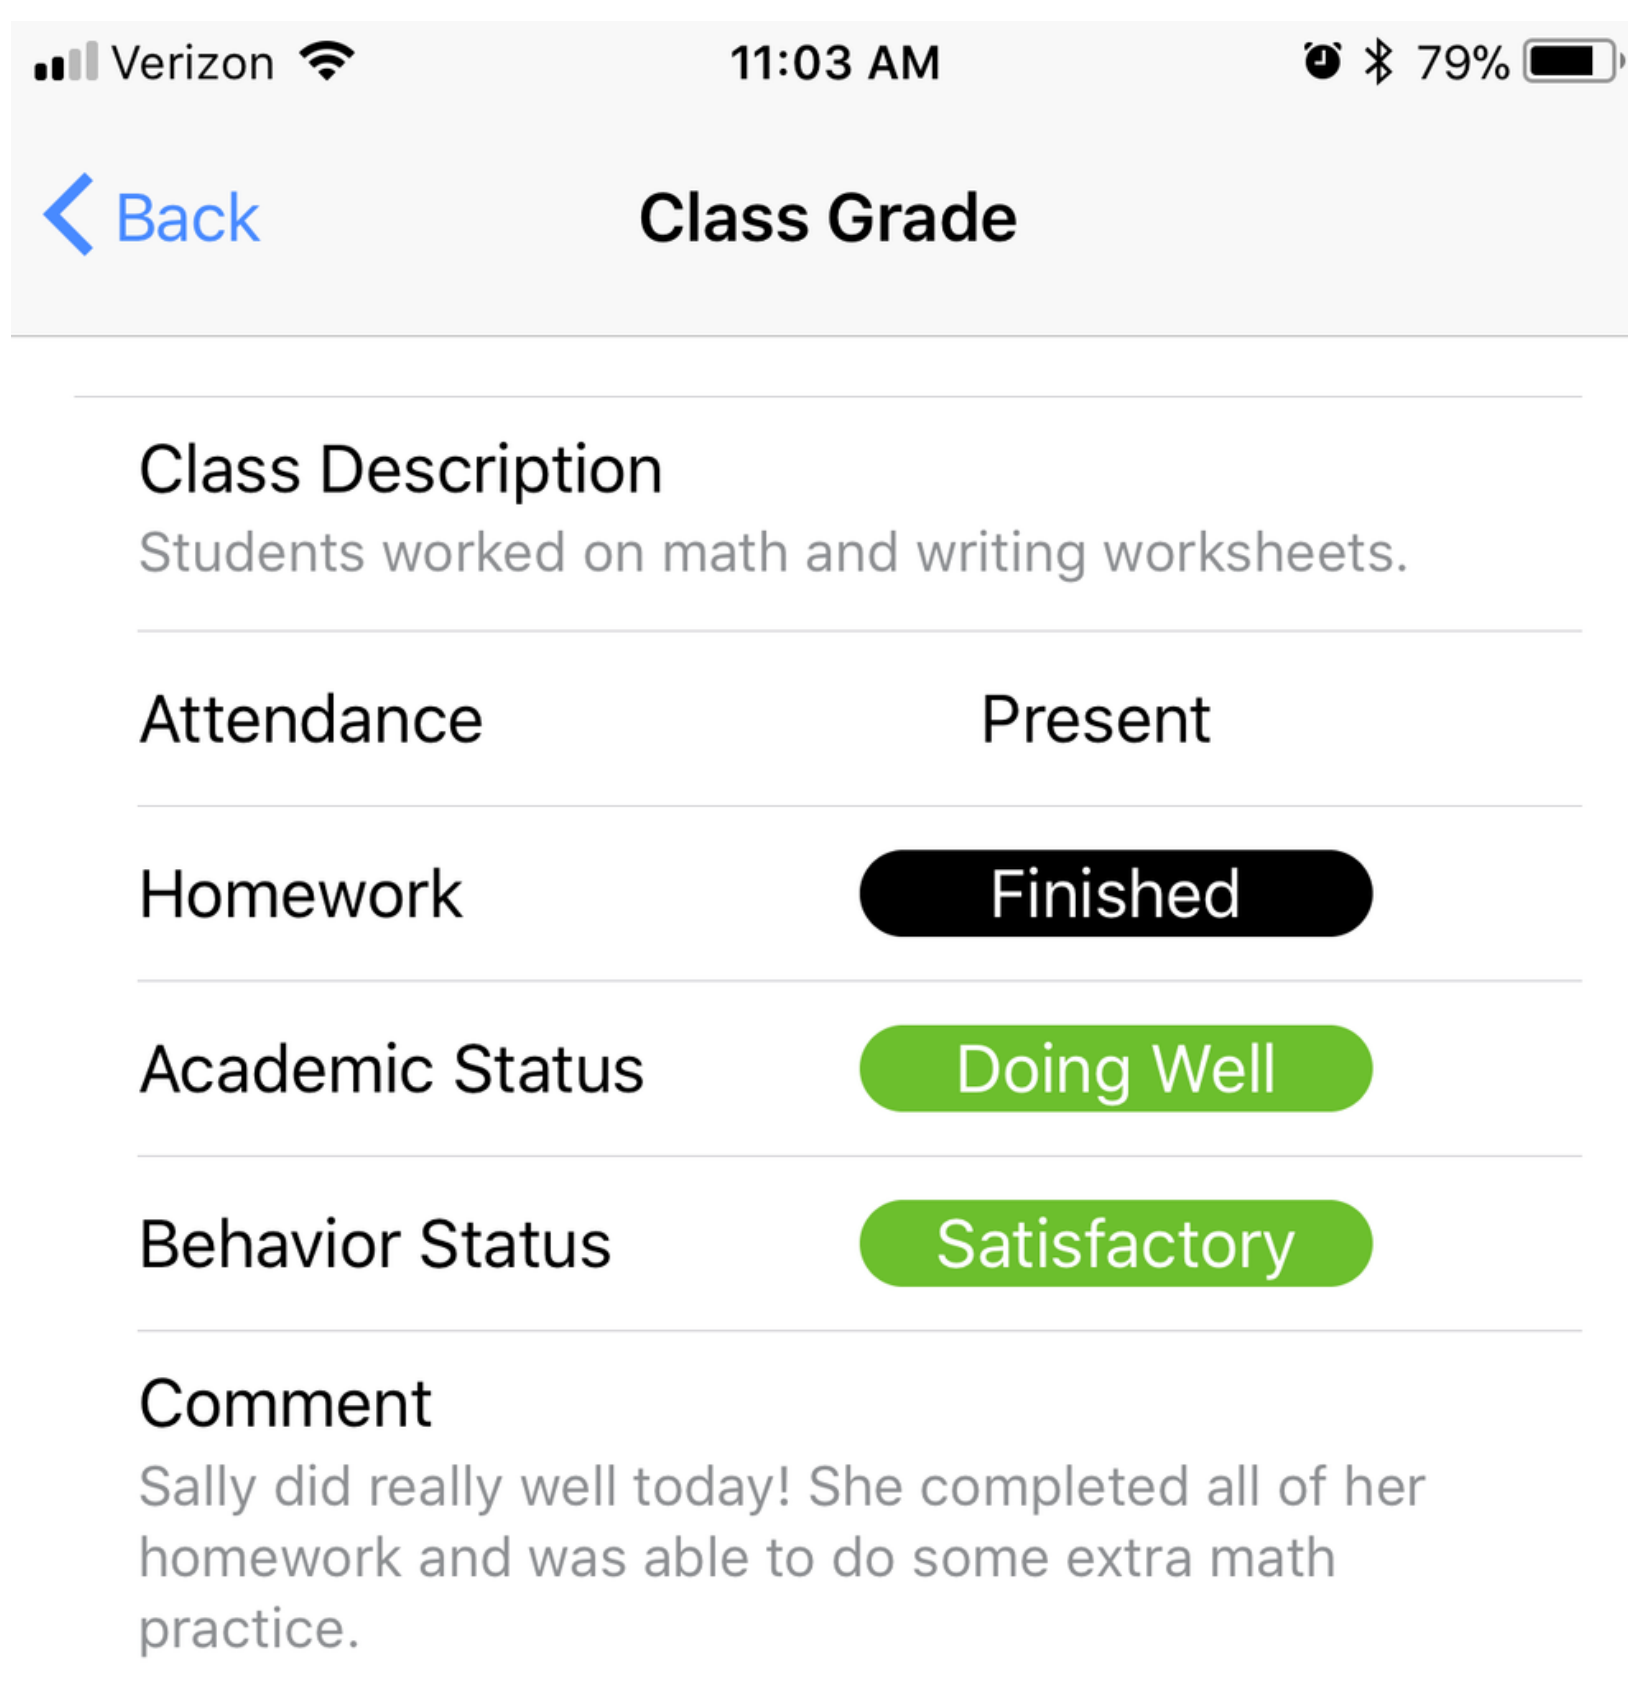 Verizon 11:03 AM 79%
Back Class Grade
Class Description
Students worked on math and writing worksheets.
Attendance Present
Homework Finished
Academic Status Doing Well
Behavior Status Satisfactory
Comment
Sally did really well today! She completed all of her
homework and was able to do some extra math
practice.